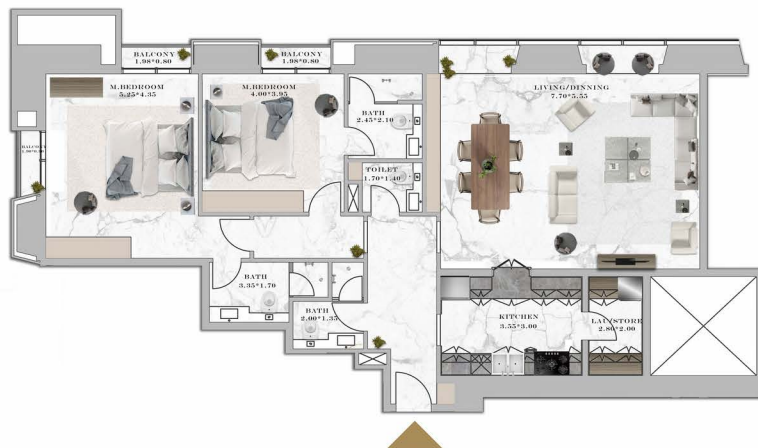 BALCONY
1.98*0.80
BALCONY
1.98*0.80
M.BEDROOM
5.25*4.35
M.BEDROOM
4.00*3.95
LIVING/DINNING
7.70*5.55
BATH
2.45*2.10
BALCONY
TOILET
1.70*1.40
BATH
3.35*1.70
BATH
2.00*1.35
KITCHEN
3.55*3.00
LAU/STORE
2.80*2.00